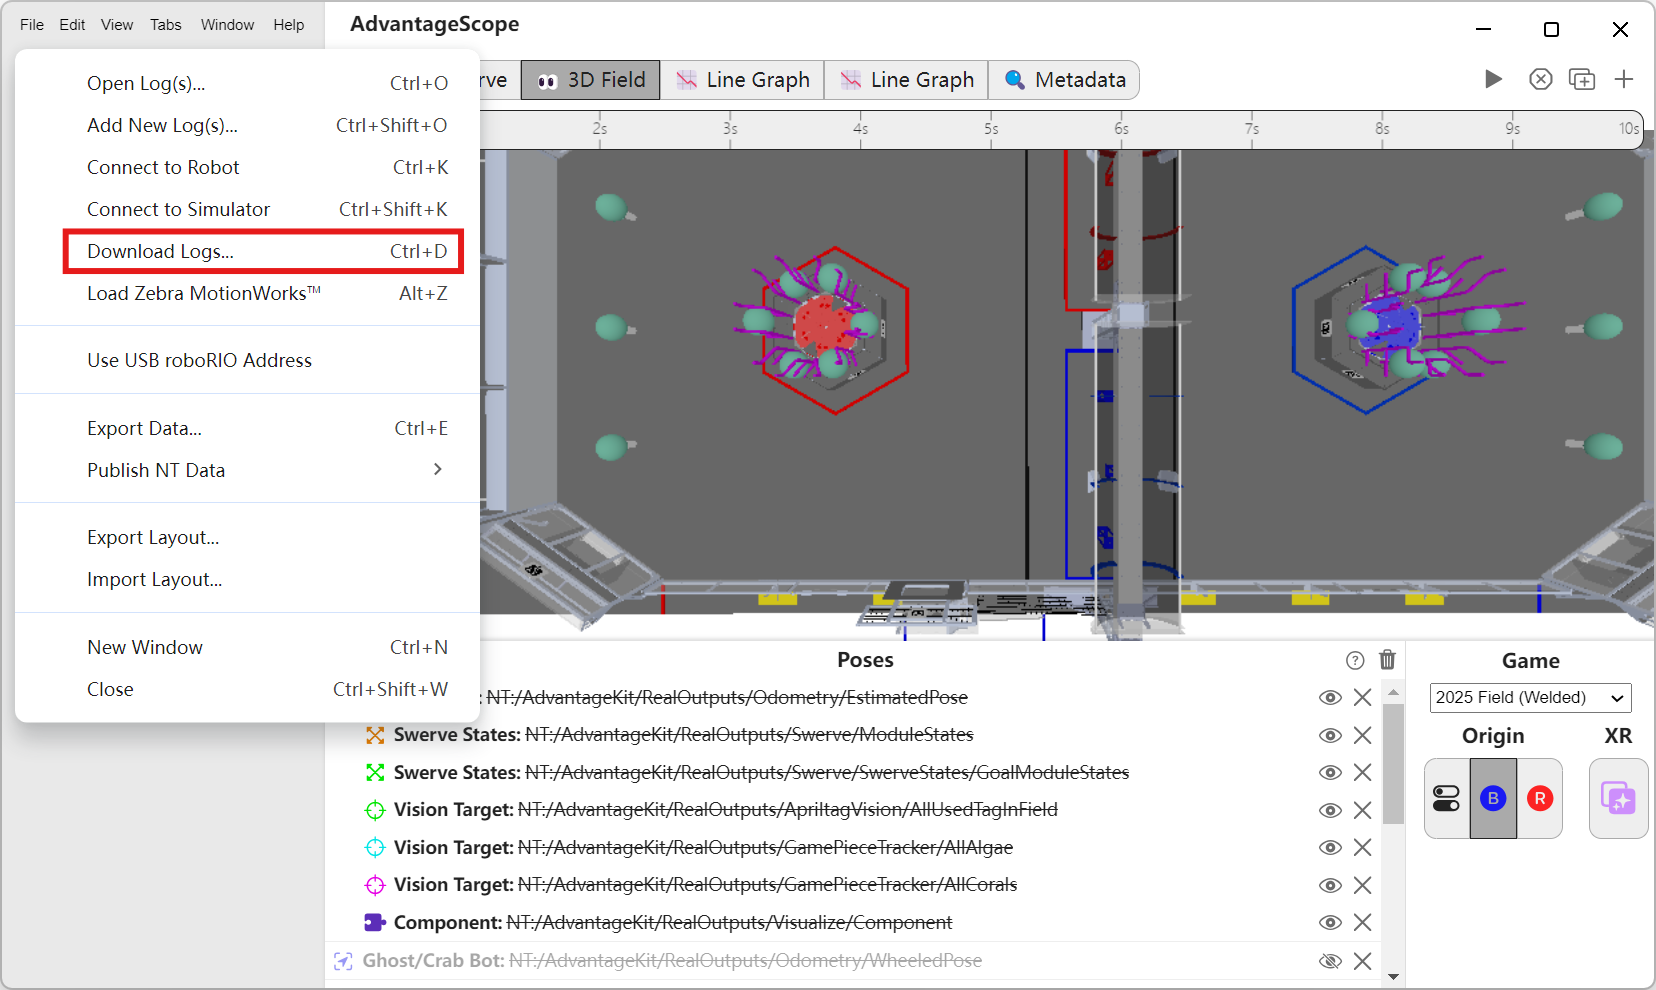 File Edit View Tabs Window Help
AdvantageScope
Open Log(s)... Ctrl+O
Add New Log(s)... Ctrl+Shift+O
Connect to Robot Ctrl+K
Connect to Simulator Ctrl+Shift+K
Download Logs... Ctrl+D
Load Zebra MotionWorks™ Alt+Z
Use USB roboRIO Address
Export Data... Ctrl+E
Publish NT Data
Export Layout...
Import Layout...
New Window Ctrl+N
Close Ctrl+Shift+W
rve 3D Field Line Graph Line Graph Metadata
2s 3s 4s 5s 6s 7s 8s 9s 10s
Poses
: NT:/AdvantageKit/RealOutputs/Odometry/EstimatedPose
Swerve States: NT:/AdvantageKit/RealOutputs/Swerve/ModuleStates
Swerve States: NT:/AdvantageKit/RealOutputs/Swerve/SwerveStates/GoalModuleStates
Vision Target: NT:/AdvantageKit/RealOutputs/ApriltagVision/AllUsedTagInField
Vision Target: NT:/AdvantageKit/RealOutputs/GamePieceTracker/AllAlgae
Vision Target: NT:/AdvantageKit/RealOutputs/GamePieceTracker/AllCorals
Component: NT:/AdvantageKit/RealOutputs/Visualize/Component
Ghost/Crab Bot: NT:/AdvantageKit/RealOutputs/Odometry/WheeledPose
Game
2025 Field (Welded)
Origin XR
B R